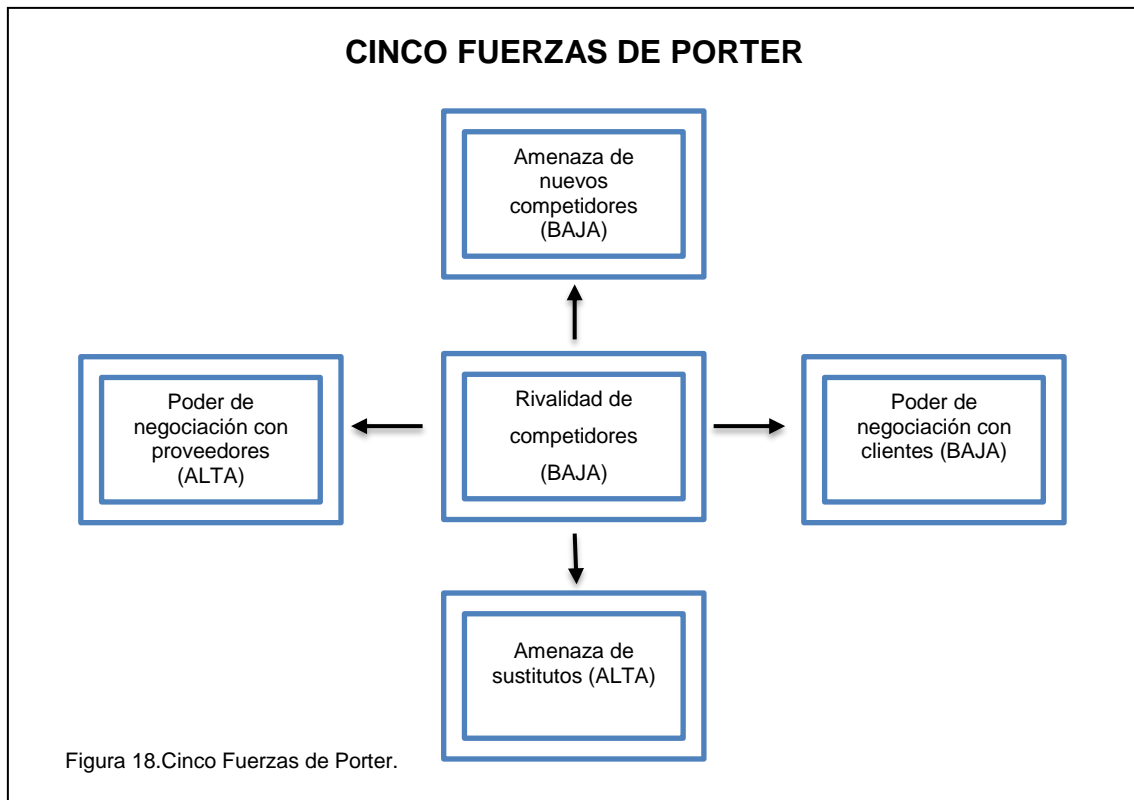 CINCO FUERZAS DE PORTER
Amenaza de
nuevos
competidores
(BAJA)
Poder de
negociación con
proveedores
(ALTA)
Rivalidad de
competidores
(BAJA)
Poder de
negociación con
clientes (BAJA)
Amenaza de
sustitutos (ALTA)
Figura 18.Cinco Fuerzas de Porter.